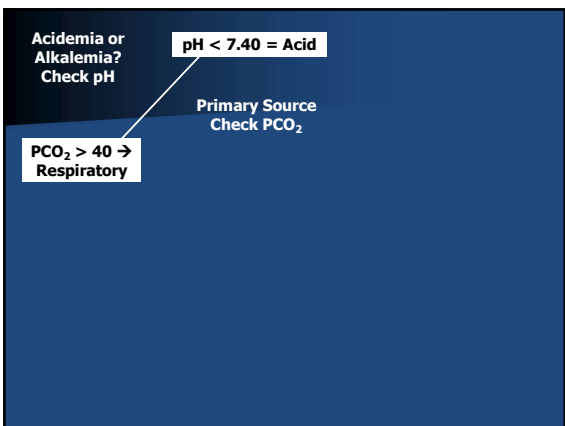 Acidemia or
Alkalemia?
Check pH
pH < 7.40 = Acid
Primary Source
Check PCO₂
PCO₂ > 40 →
Respiratory